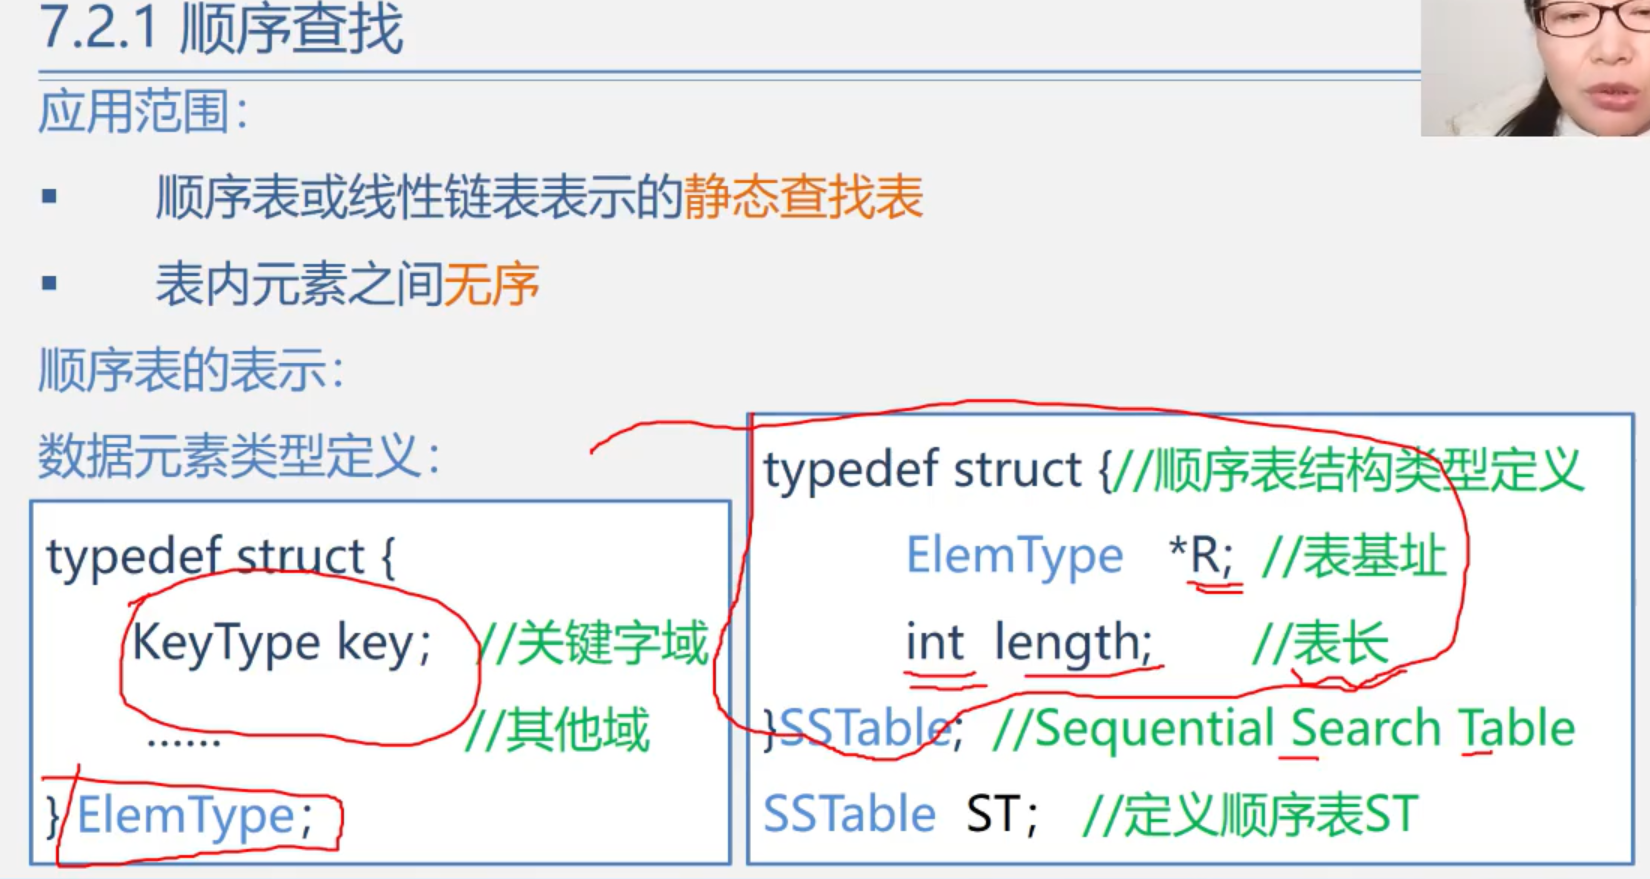 7.2.1 顺序查找
应用范围：
▪ 顺序表或线性链表表示的静态查找表
▪ 表内元素之间无序
顺序表的表示：
数据元素类型定义：
typedef struct {
KeyType key; //关键字域
...... //其他域
} ElemType;
typedef struct {//顺序表结构类型定义
ElemType *R; //表基址
int length; //表长
}SSTable; //Sequential Search Table
SSTable ST; //定义顺序表ST